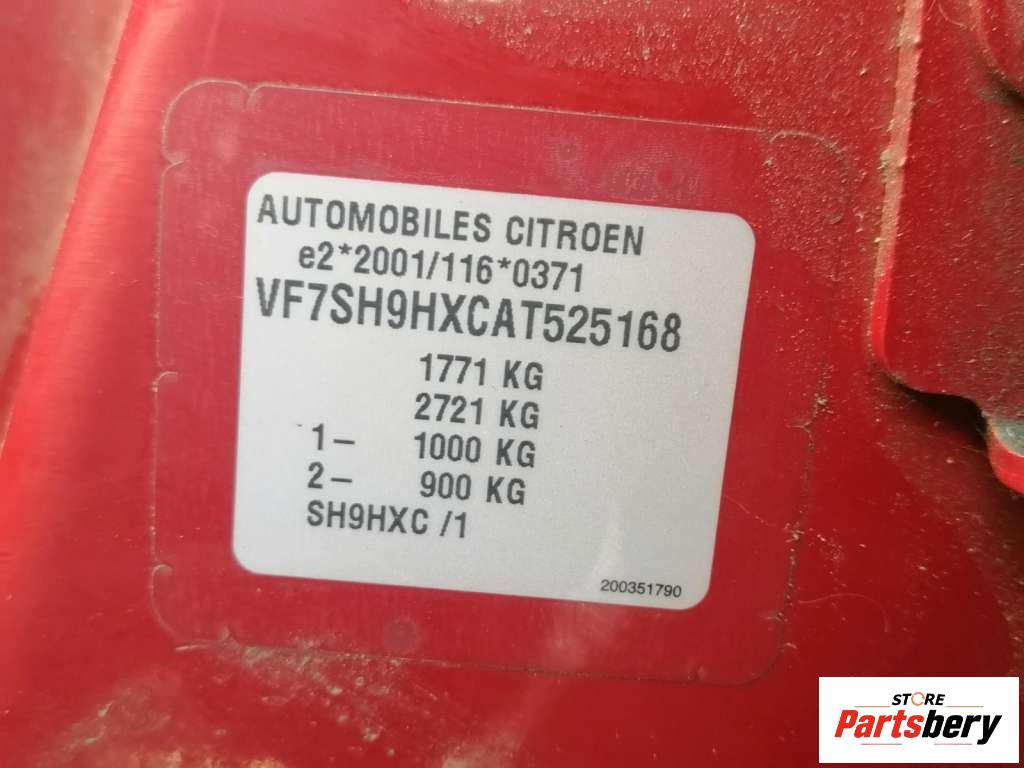 AUTOMOBILES CITROEN
e2*2001/116*0371
VF7SH9HXCAT525168
1771 KG
2721 KG
1- 1000 KG
2- 900 KG
SH9HXC /1
200351790
STORE
Partsbery